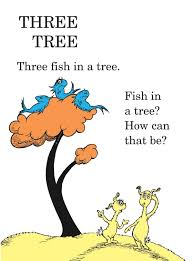 THREE
TREE
Three fish in a tree.
Fish in
a tree?
How can
that be?